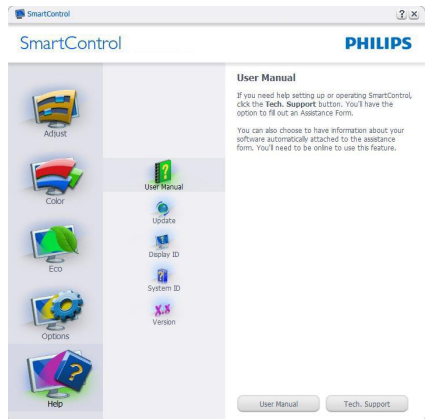 SmartControl
? X
SmartControl
PHILIPS
Adjust
Color
Eco
Options
Help
User Manual
Update
Display ID
System ID
X.X
Version
User Manual
If you need help setting up or operating SmartControl,
click the Tech. Support button. You'll have the
option to fill out an Assistance Form.
You can also choose to have information about your
software automatically attached to the assistance
form. You'll need to be online to use this feature.
User Manual
Tech. Support